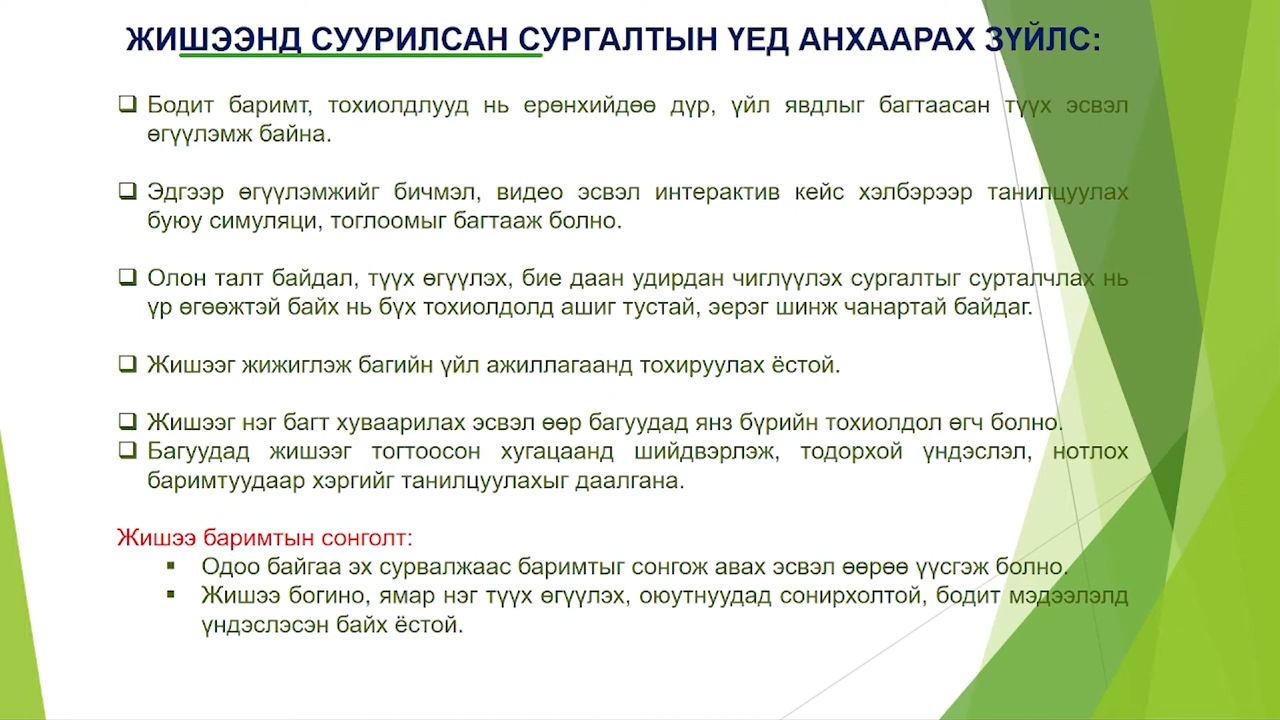 ЖИШЭЭНД СУУРИЛСАН СУРГАЛТЫН ҮЕД АНХААРАХ ЗҮЙЛС:
Бодит баримт, тохиолдлууд нь ерөнхийдөө дүр, үйл явдлыг багтаасан түүх эсвэл
өгүүлэмж байна.
Эдгээр өгүүлэмжийг бичмэл, видео эсвэл интерактив кейс хэлбэрээр танилцуулах
буюу симуляци, тоглоомыг багтааж болно.
Олон талт байдал, түүх өгүүлэх, бие даан удирдан чиглүүлэх сургалтыг сурталчлах нь
үр өгөөжтэй байх нь бүх тохиолдолд ашиг тустай, эерэг шинж чанартай байдаг.
Жишээг жижиглэж багийн үйл ажиллагаанд тохируулах ёстой.
Жишээг нэг багт хуваарилах эсвэл өөр багуудад янз бүрийн тохиолдол өгч болно.
Багуудад жишээг тогтоосон хугацаанд шийдвэрлэж, тодорхой үндэслэл, нотлох
баримтуудаар хэргийг танилцуулахыг даалгана.
Жишээ баримтын сонголт:
Одоо байгаа эх сурвалжаас баримтыг сонгож авах эсвэл өөрөө үүсгэж болно.
Жишээ богино, ямар нэг түүх өгүүлэх, оюутнуудад сонирхолтой, бодит мэдээлэлд
үндэслэсэн байх ёстой.